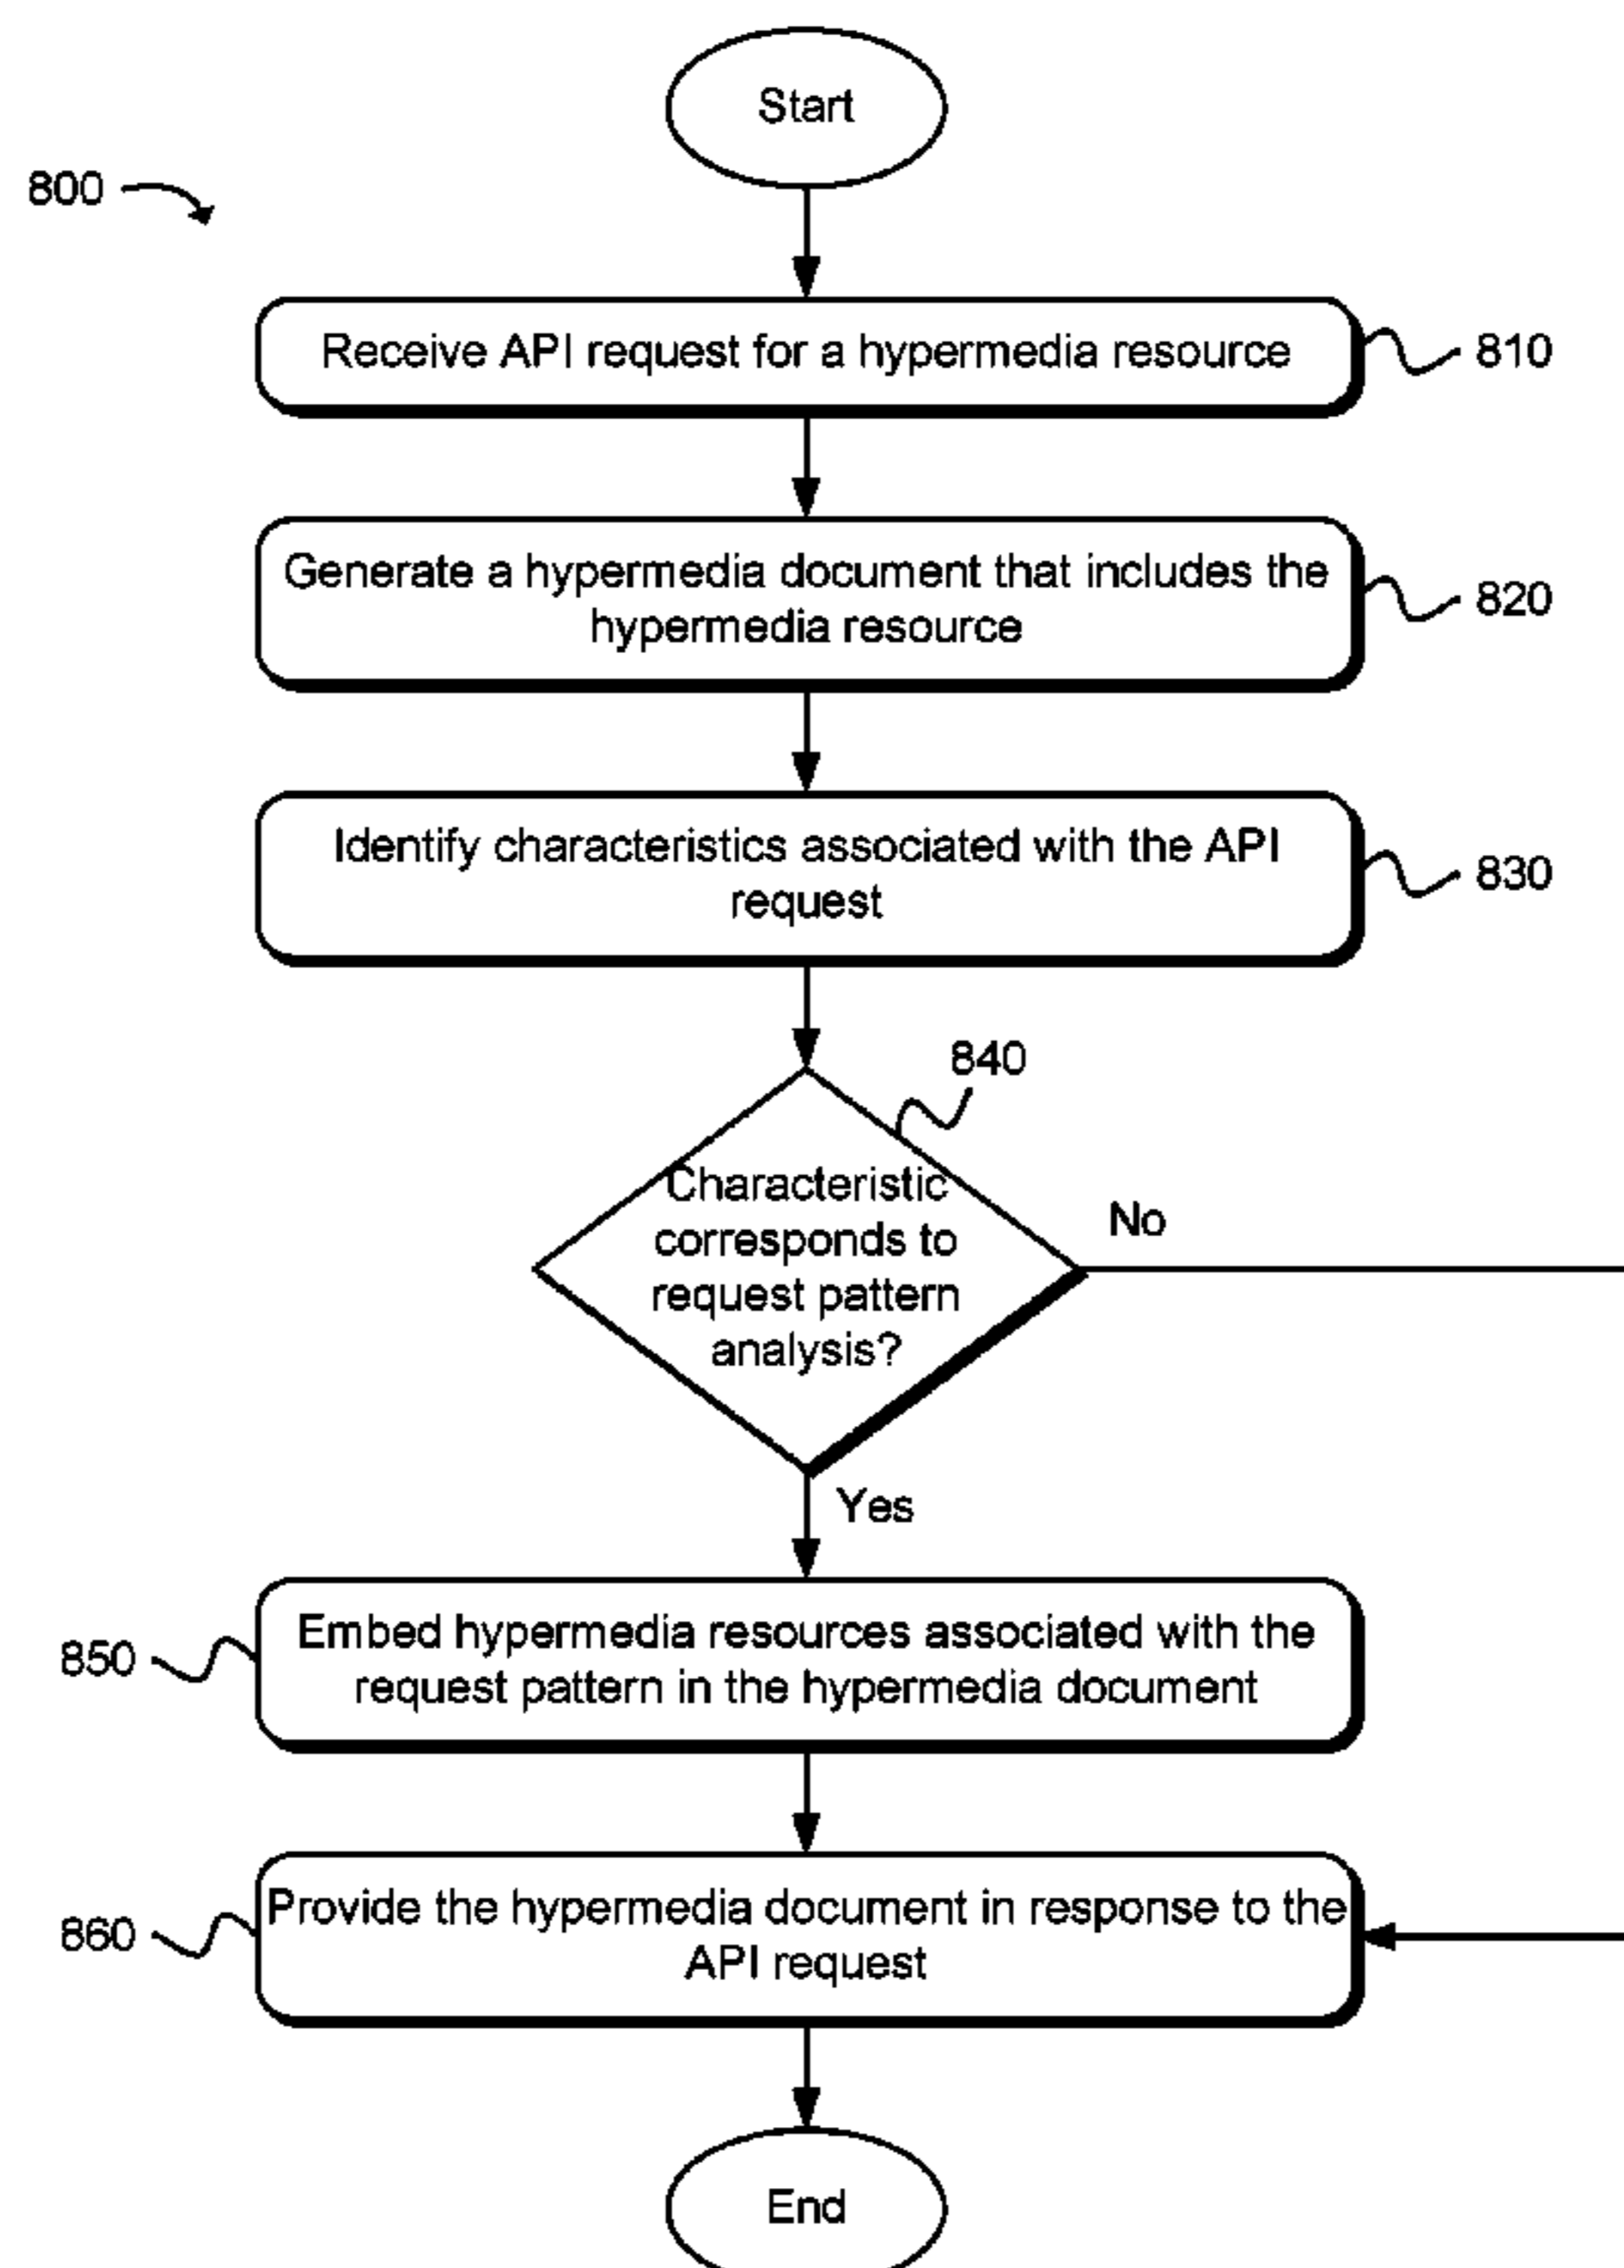 Start
800
Receive API request for a hypermedia resource
810
Generate a hypermedia document that includes the
hypermedia resource
820
Identify characteristics associated with the API
request
830
840
Characteristic
corresponds to
request pattern
analysis?
No
Yes
Embed hypermedia resources associated with the
request pattern in the hypermedia document
850
Provide the hypermedia document in response to the
API request
860
End